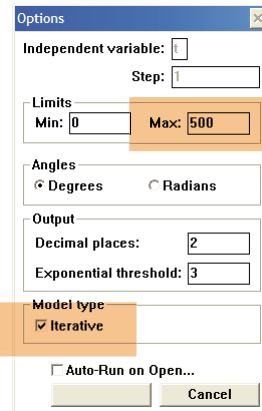 Options
Independent variable: t
Step: 1
Limits
Min: 0 Max: 500
Angles
Degrees Radians
Output
Decimal places: 2
Exponential threshold: 3
Model type
Iterative
Auto-Run on Open...
Cancel